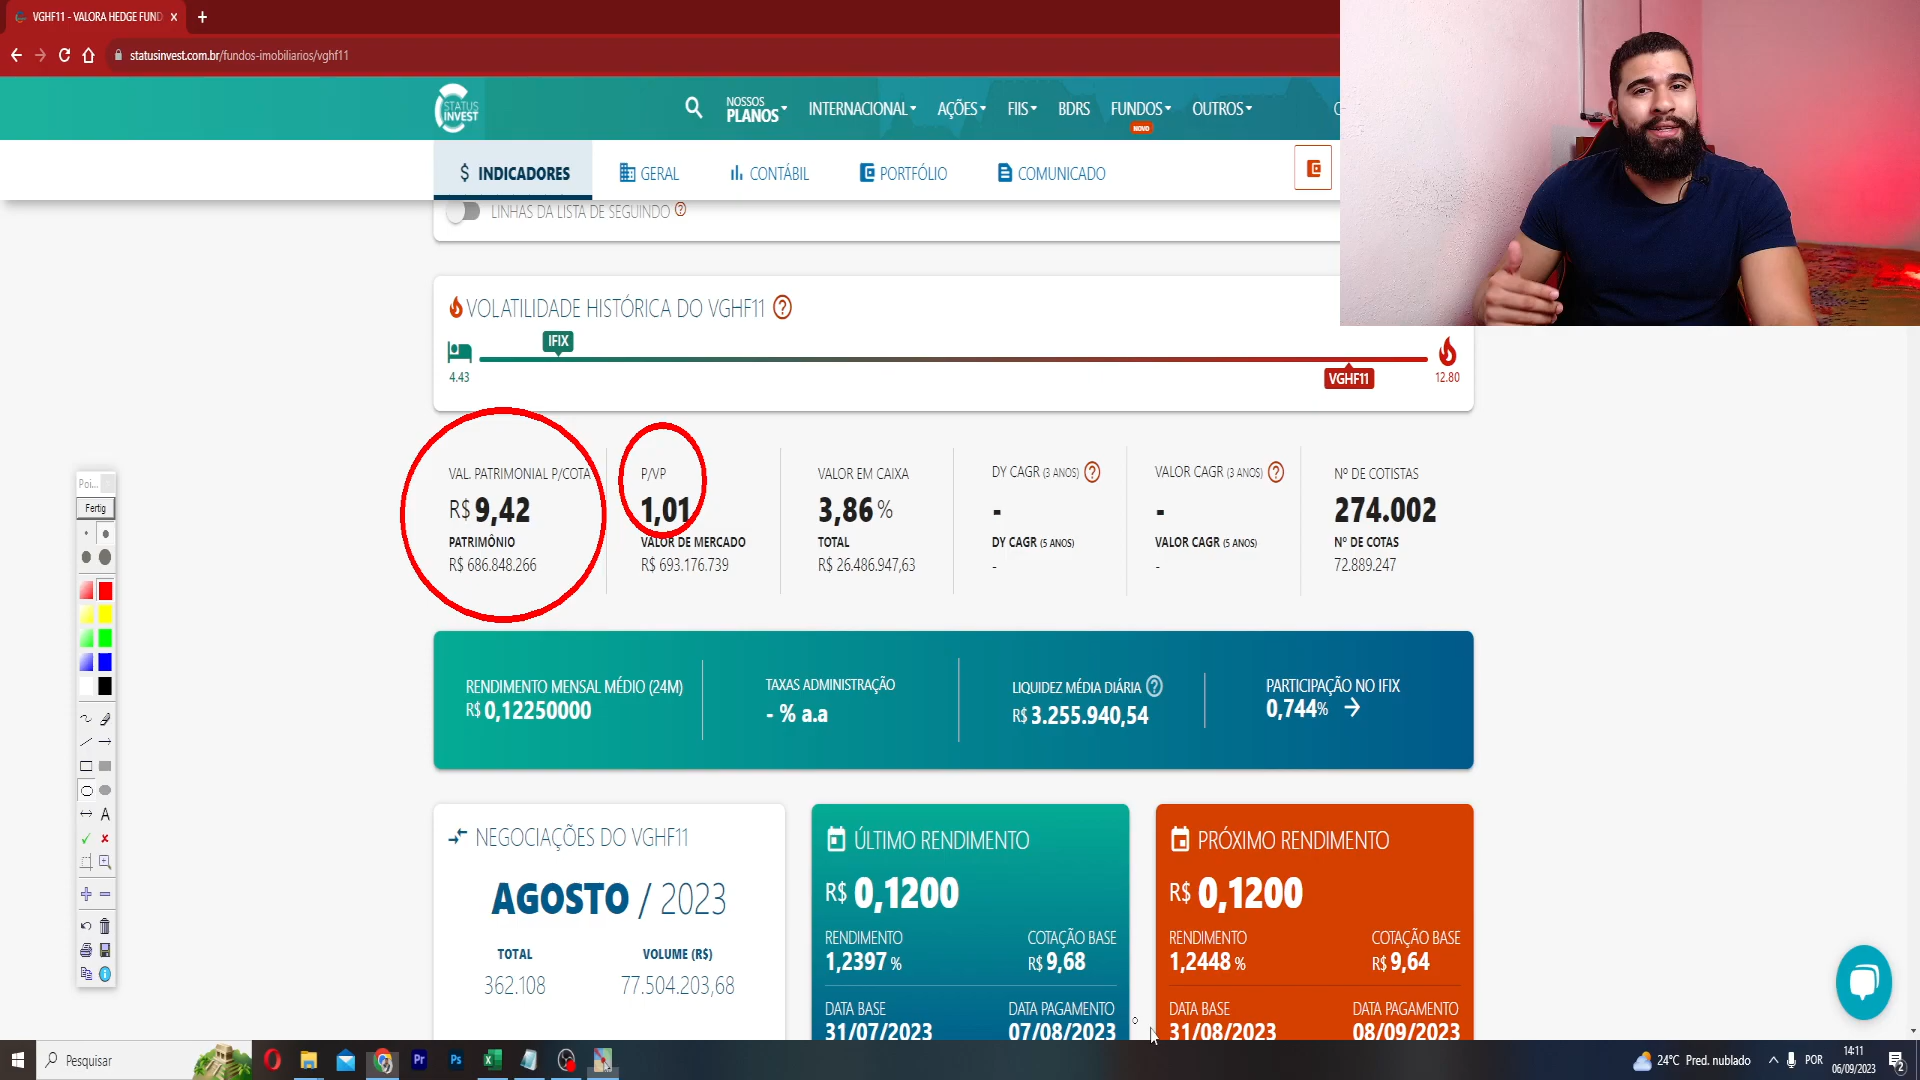 VGHF11 - VALORA HEDGE FUND
statusinvest.com.br/fundos-imobiliarios/vghf11
STATUS
INVEST
NOSSOS
PLANOS
INTERNACIONAL
AÇÕES
FIIS
BDRS
FUNDOS
NOVO
OUTROS
$ INDICADORES
GERAL
CONTÁBIL
PORTFÓLIO
COMUNICADO
LINHAS DA LISTA DE SEGUINDO
VOLATILIDADE HISTÓRICA DO VGHF11
IFIX
4.43
VGHF11
12.80
VAL. PATRIMONIAL P/COTA
R$ 9,42
PATRIMÔNIO
R$ 686.848.266
P/VP
1,01
VALOR DE MERCADO
R$ 693.176.739
VALOR EM CAIXA
3,86 %
TOTAL
R$ 26.486.947,63
DY CAGR (3 ANOS)
-
DY CAGR (5 ANOS)
-
VALOR CAGR (3 ANOS)
-
VALOR CAGR (5 ANOS)
-
Nº DE COTISTAS
274.002
Nº DE COTAS
72.889.247
Poi...
Fertig
RENDIMENTO MENSAL MÉDIO (24M)
R$ 0,12250000
TAXAS ADMINISTRAÇÃO
- % a.a
LIQUIDEZ MÉDIA DIÁRIA
R$ 3.255.940,54
PARTICIPAÇÃO NO IFIX
0,744%
NEGOCIAÇÕES DO VGHF11
AGOSTO / 2023
TOTAL
362.108
VOLUME (R$)
77.504.203,68
ÚLTIMO RENDIMENTO
R$ 0,1200
RENDIMENTO
1,2397 %
COTAÇÃO BASE
R$ 9,68
DATA BASE
31/07/2023
DATA PAGAMENTO
07/08/2023
PRÓXIMO RENDIMENTO
R$ 0,1200
RENDIMENTO
1,2448 %
COTAÇÃO BASE
R$ 9,64
DATA BASE
31/08/2023
DATA PAGAMENTO
08/09/2023
Pesquisar
Pr
Ps
24°C Pred. nublado
POR
14:11
06/09/2023
2